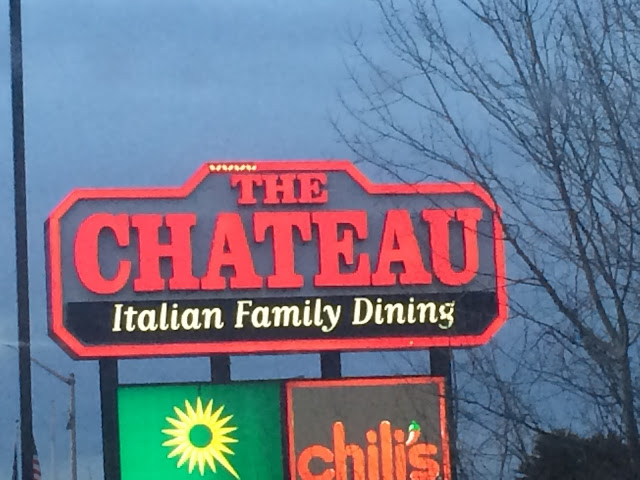 THE
CHATEAU
Italian Family Dining
chili's